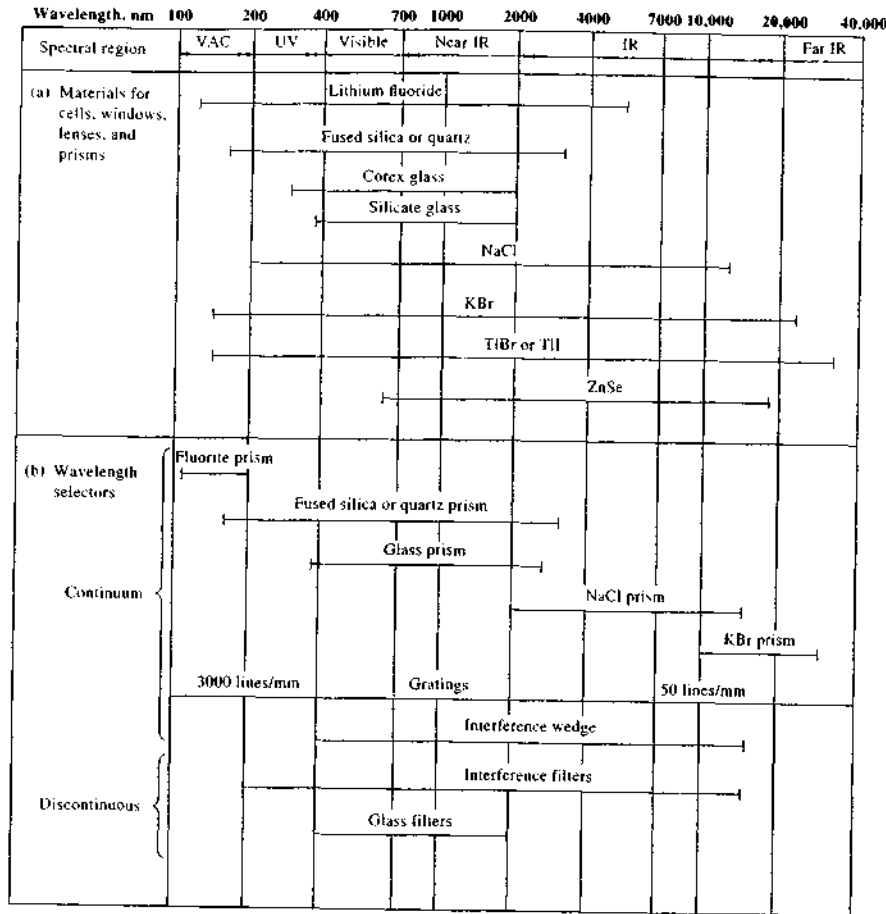 Wavelength, nm 100 200 400 700 1000 2000 4000 7000 10,000 20,000 40,000
Spectral region VAC UV Visible Near IR IR Far IR
(a) Materials for
cells, windows,
lenses, and
prisms
Lithium fluoride
Fused silica or quartz
Corex glass
Silicate glass
NaCl
KBr
TlBr or TlI
ZnSe
(b) Wavelength
selectors
Fluorite prism
Fused silica or quartz prism
Glass prism
Continuum
NaCl prism
KBr prism
3000 lines/mm Gratings 50 lines/mm
Interference wedge
Interference filters
Discontinuous
Glass filters